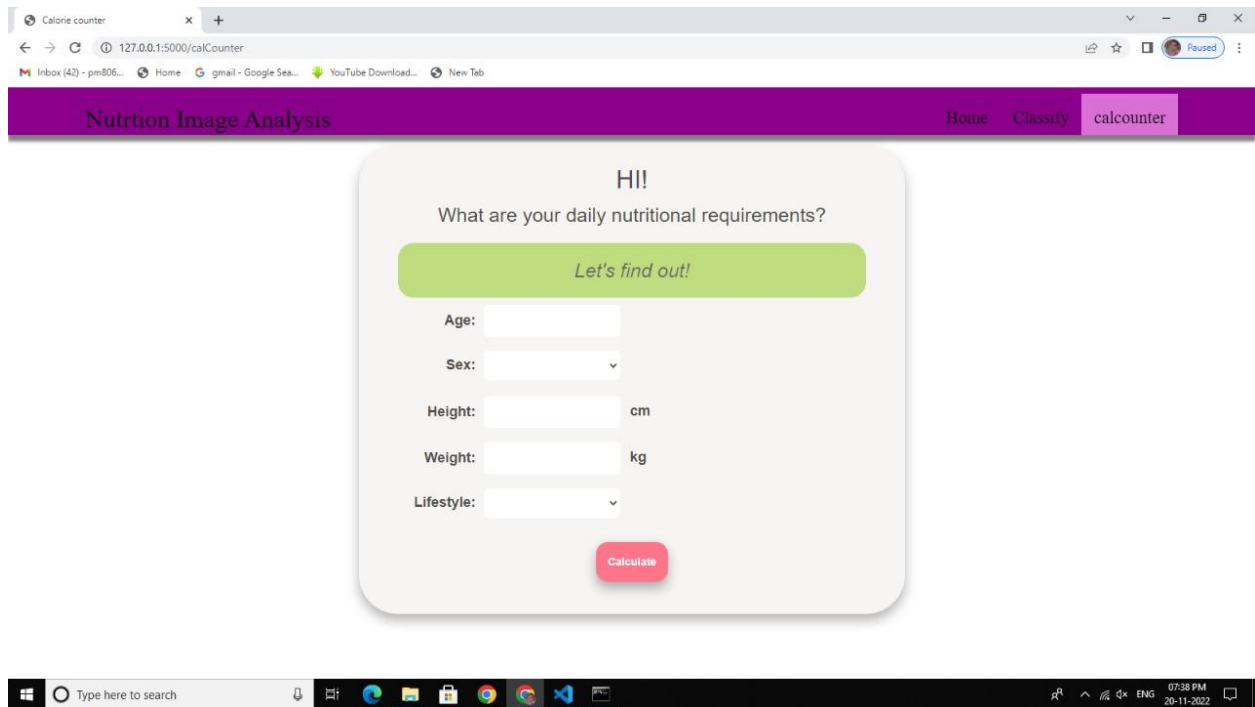 Calorie counter
127.0.0.1:5000/calCounter
Paused
Inbox (42) - pm806... Home gmail - Google Sea... YouTube Download... New Tab
Nutrtion Image Analysis Home Classify calcounter
HI!
What are your daily nutritional requirements?
Let's find out!
Age:
Sex:
Height: cm
Weight: kg
Lifestyle:
Calculate
Type here to search
ENG
07:38 PM
20-11-2022